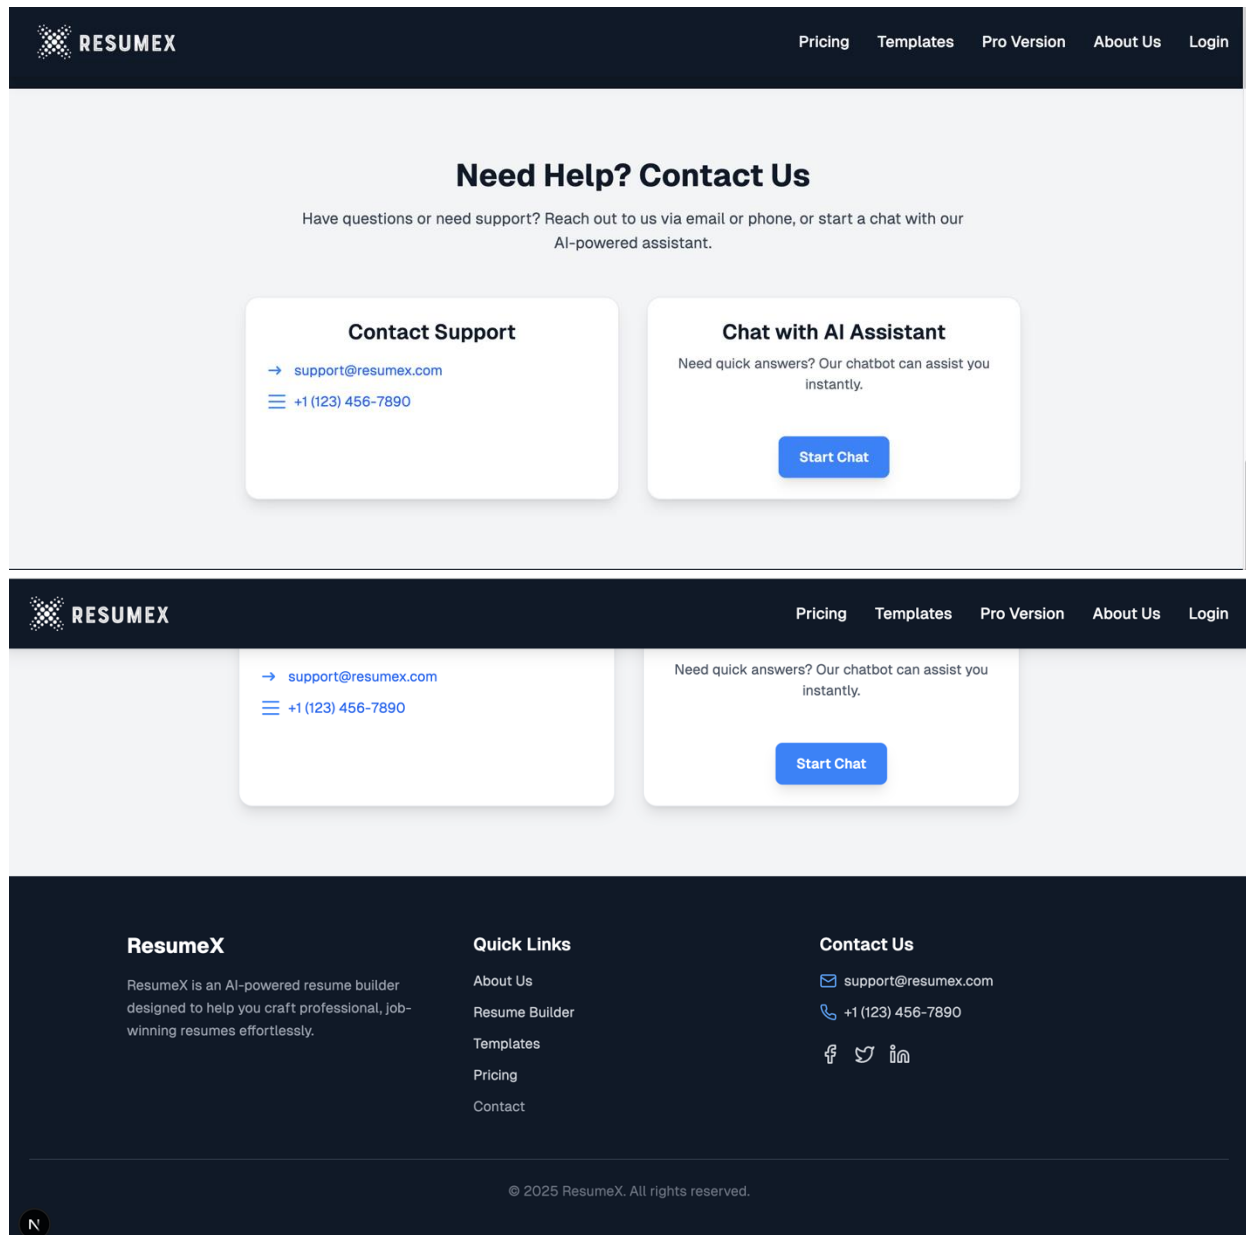 RESUMEX
Pricing Templates Pro Version About Us Login
Need Help? Contact Us
Have questions or need support? Reach out to us via email or phone, or start a chat with our
AI-powered assistant.
Contact Support
support@resumex.com
+1 (123) 456-7890
Chat with AI Assistant
Need quick answers? Our chatbot can assist you
instantly.
Start Chat
RESUMEX
Pricing Templates Pro Version About Us Login
support@resumex.com
+1 (123) 456-7890
Need quick answers? Our chatbot can assist you
instantly.
Start Chat
ResumeX
ResumeX is an AI-powered resume builder
designed to help you craft professional, job-
winning resumes effortlessly.
Quick Links
About Us
Resume Builder
Templates
Pricing
Contact
Contact Us
support@resumex.com
+1 (123) 456-7890
© 2025 ResumeX. All rights reserved.
N